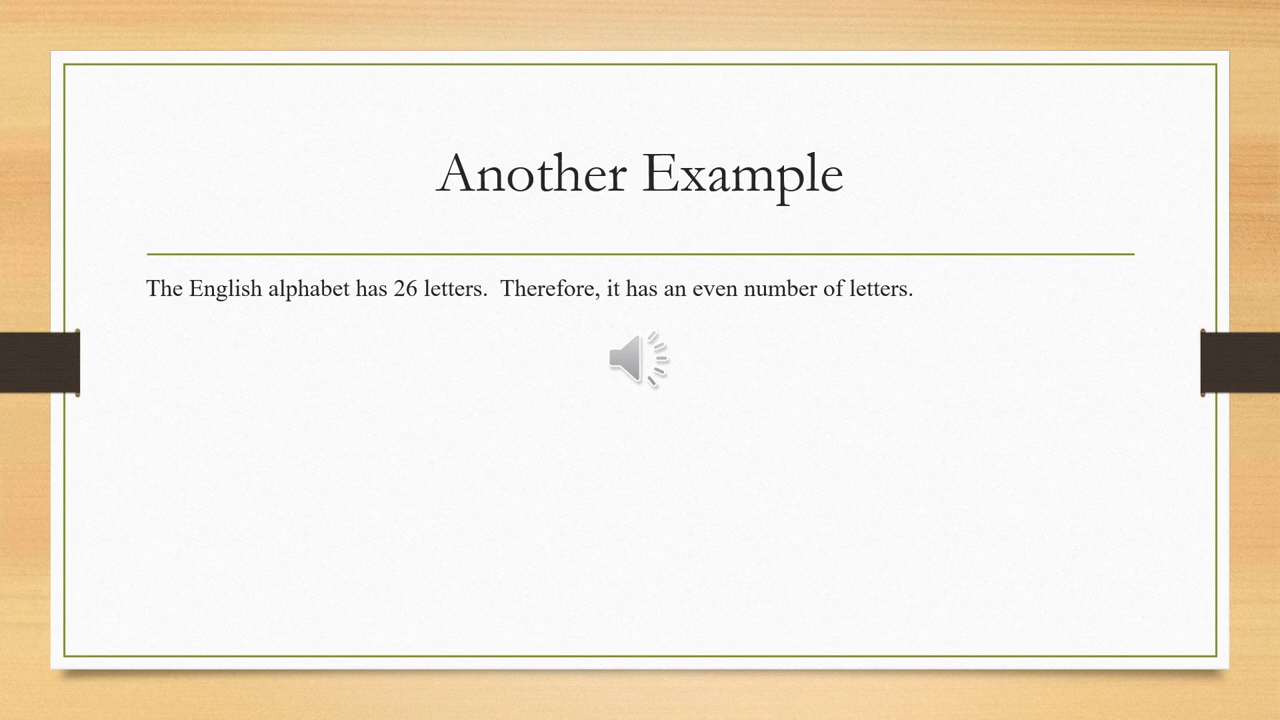 Another Example
The English alphabet has 26 letters.  Therefore, it has an even number of letters.